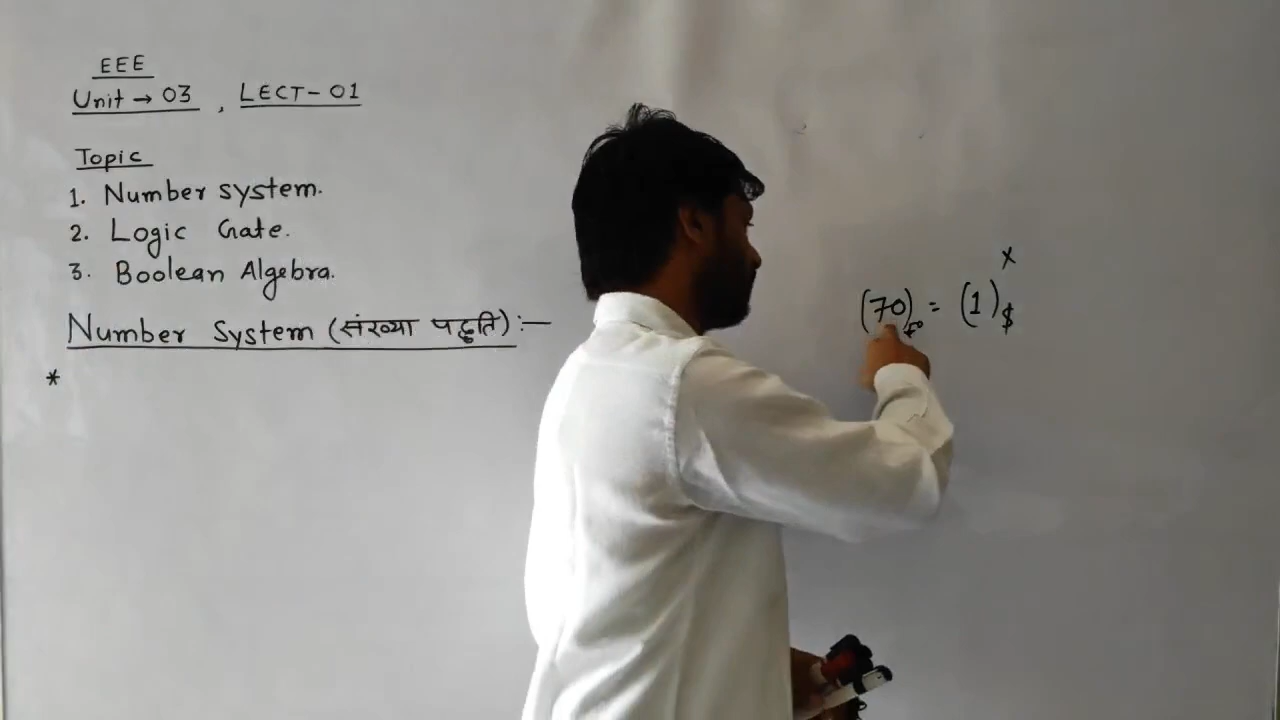 EEE
Unit → 03 , LECT- 01
Topic
1. Number system.
2. Logic Gate.
3. Boolean Algebra.
Number System (संख्या पद्धति) :-
*
x
(70) = (1)$